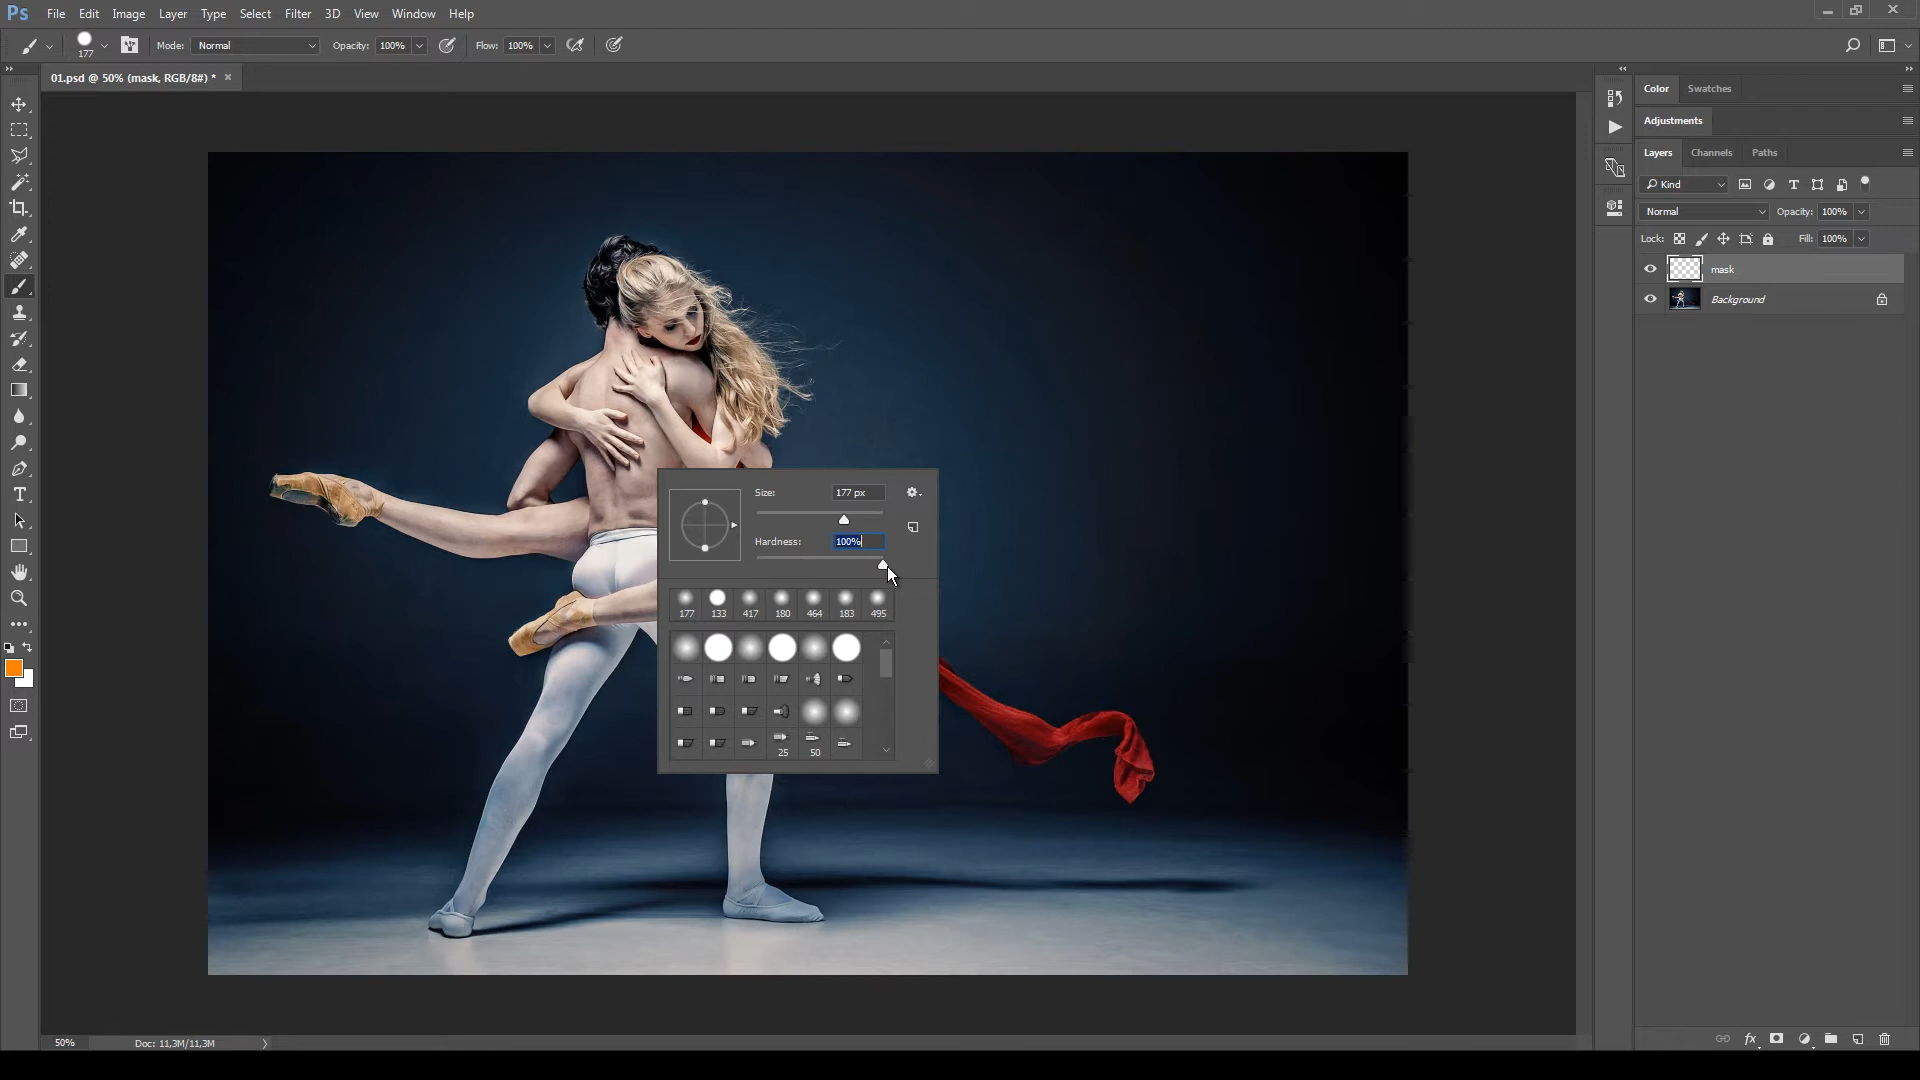 Ps File Edit Image Layer Type Select Filter 3D View Window Help
177 Mode: Normal Opacity: 100% Flow: 100%
01.psd @ 50% (mask, RGB/8#) *
Color Swatches
Adjustments
Layers Channels Paths
Kind
Normal Opacity: 100%
Lock: Fill: 100%
mask
Background
Size: 177 px
Hardness: 100%
177 133 417 180 464 183 495
25 50
50% Doc: 11,3M/11,3M
fx